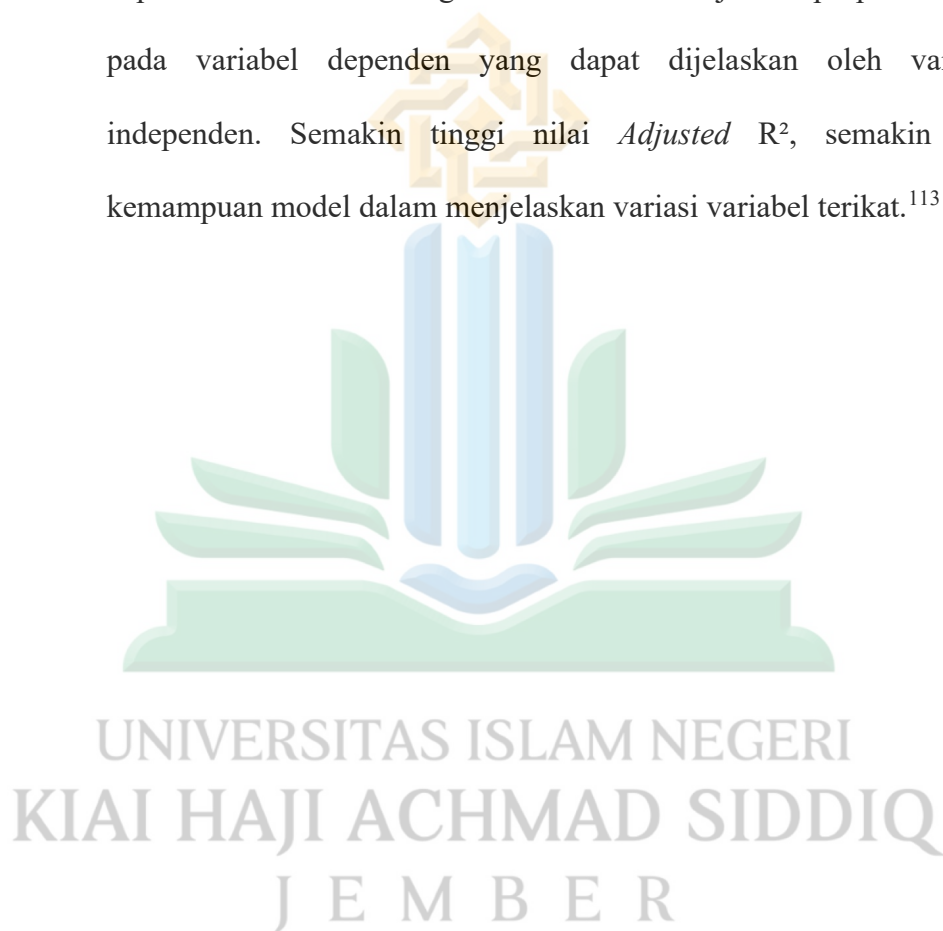 pada variabel dependen yang dapat dijelaskan oleh
independen. Semakin tinggi nilai Adjusted R², semakin
kemampuan model dalam menjelaskan variasi variabel terikat.¹¹³
UNIVERSITAS ISLAM NEGERI
KIAI HAJI ACHMAD SIDDIQ
J E M B E R